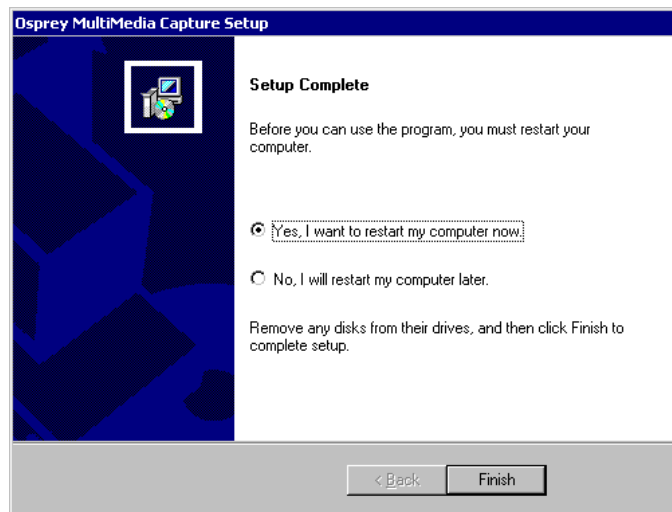 Osprey MultiMedia Capture Setup
Setup Complete
Before you can use the program, you must restart your
computer.
Yes, I want to restart my computer now.
No, I will restart my computer later.
Remove any disks from their drives, and then click Finish to
complete setup.
< Back
Finish